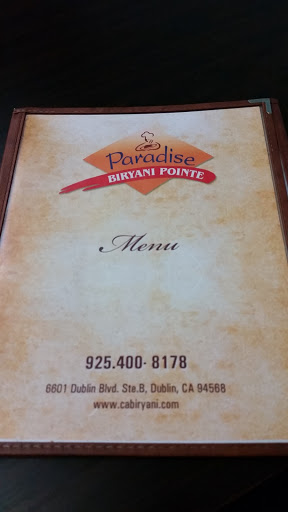 Paradise
BIRYANI POINTE
Menu
925.400- 8178
6601 Dublin Blvd. Ste.B, Dublin, CA 94568
www.cabiryani.com